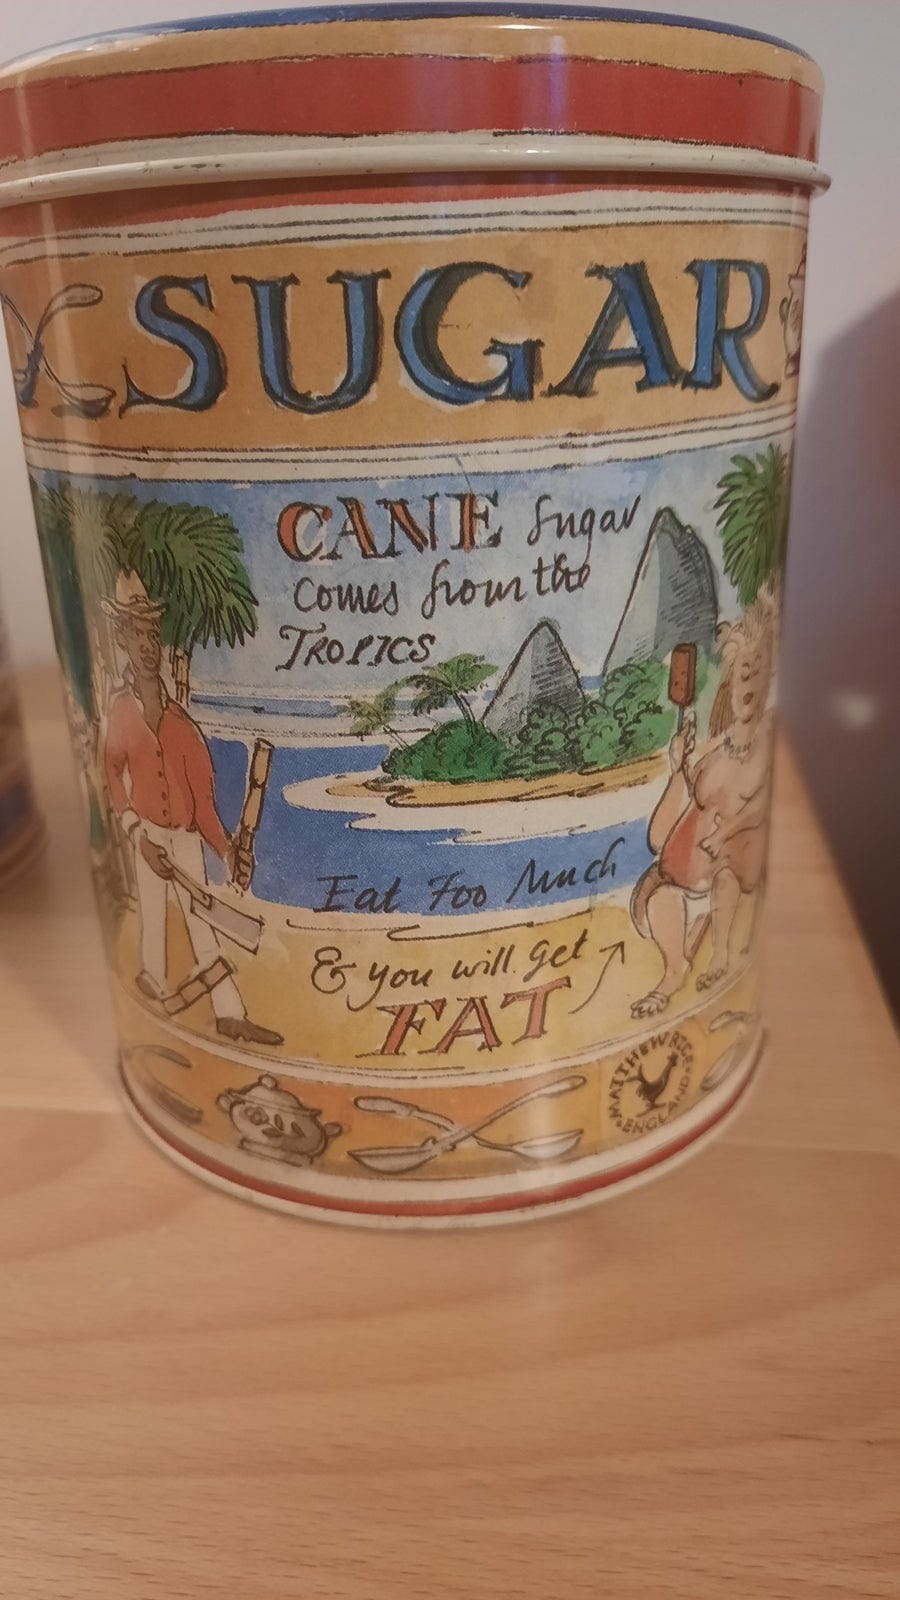 SUGAR
CANE Sugar
Comes from the
TROPICS
Eat Too Much
& you will get
FAT
MATTHEW RICE
ENGLAND